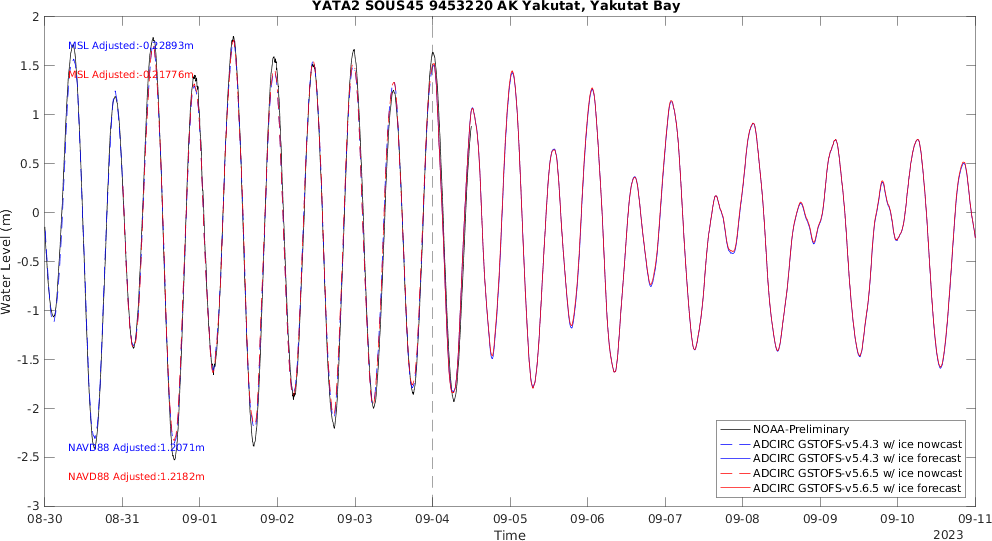 YATA2 SOUS45 9453220 AK Yakutat, Yakutat Bay
2
1.5
1
0.5
0
-0.5
-1
-1.5
-2
-2.5
-3
Water Level (m)
MSL Adjusted:-0.22893m
MSL Adjusted:-0.21776m
NAVD88 Adjusted:1.2071m
NAVD88 Adjusted:1.2182m
NOAA-Preliminary
ADCIRC GSTOFS-v5.4.3 w/ ice nowcast
ADCIRC GSTOFS-v5.4.3 w/ ice forecast
ADCIRC GSTOFS-v5.6.5 w/ ice nowcast
ADCIRC GSTOFS-v5.6.5 w/ ice forecast
08-30 08-31 09-01 09-02 09-03 09-04 09-05 09-06 09-07 09-08 09-09 09-10 09-11
Time
2023